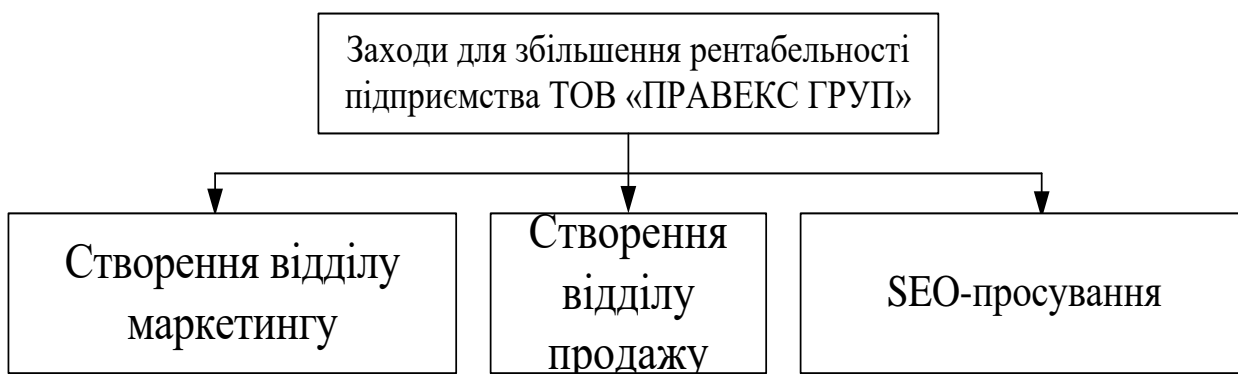 Заходи для збільшення рентабельності
підприємства ТОВ «ПРАВЕКС ГРУП»
Створення відділу
маркетингу
Створення
відділу
продажу
SEO-просування